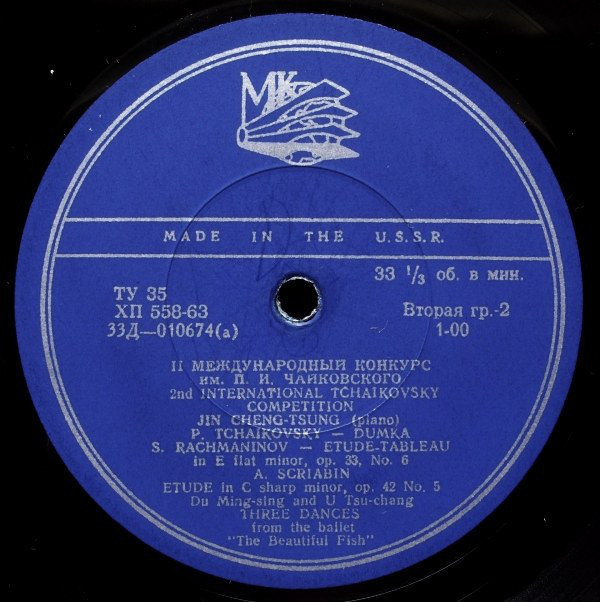 МК
MADE IN THE U.S.S.R.
33 1/3 об. в мин.
ТУ 35
ХП 558-63
33Д—010674(а)
Вторая гр.-2
1-00
II МЕЖДУНАРОДНЫЙ КОНКУРС
им. П. И. ЧАЙКОВСКОГО
2nd INTERNATIONAL TCHAIKOVSKY
COMPETITION
JIN CHENG-TSUNG (piano)
P. TCHAIKOVSKY — DUMKA
S. RACHMANINOV — ETUDE-TABLEAU
in E flat minor, op. 33, No. 6
A. SCRIABIN
ETUDE in C sharp minor, op. 42 No. 5
Du Ming-sing and U Tsu-chang
THREE DANCES
from the ballet
"The Beautiful Fish"